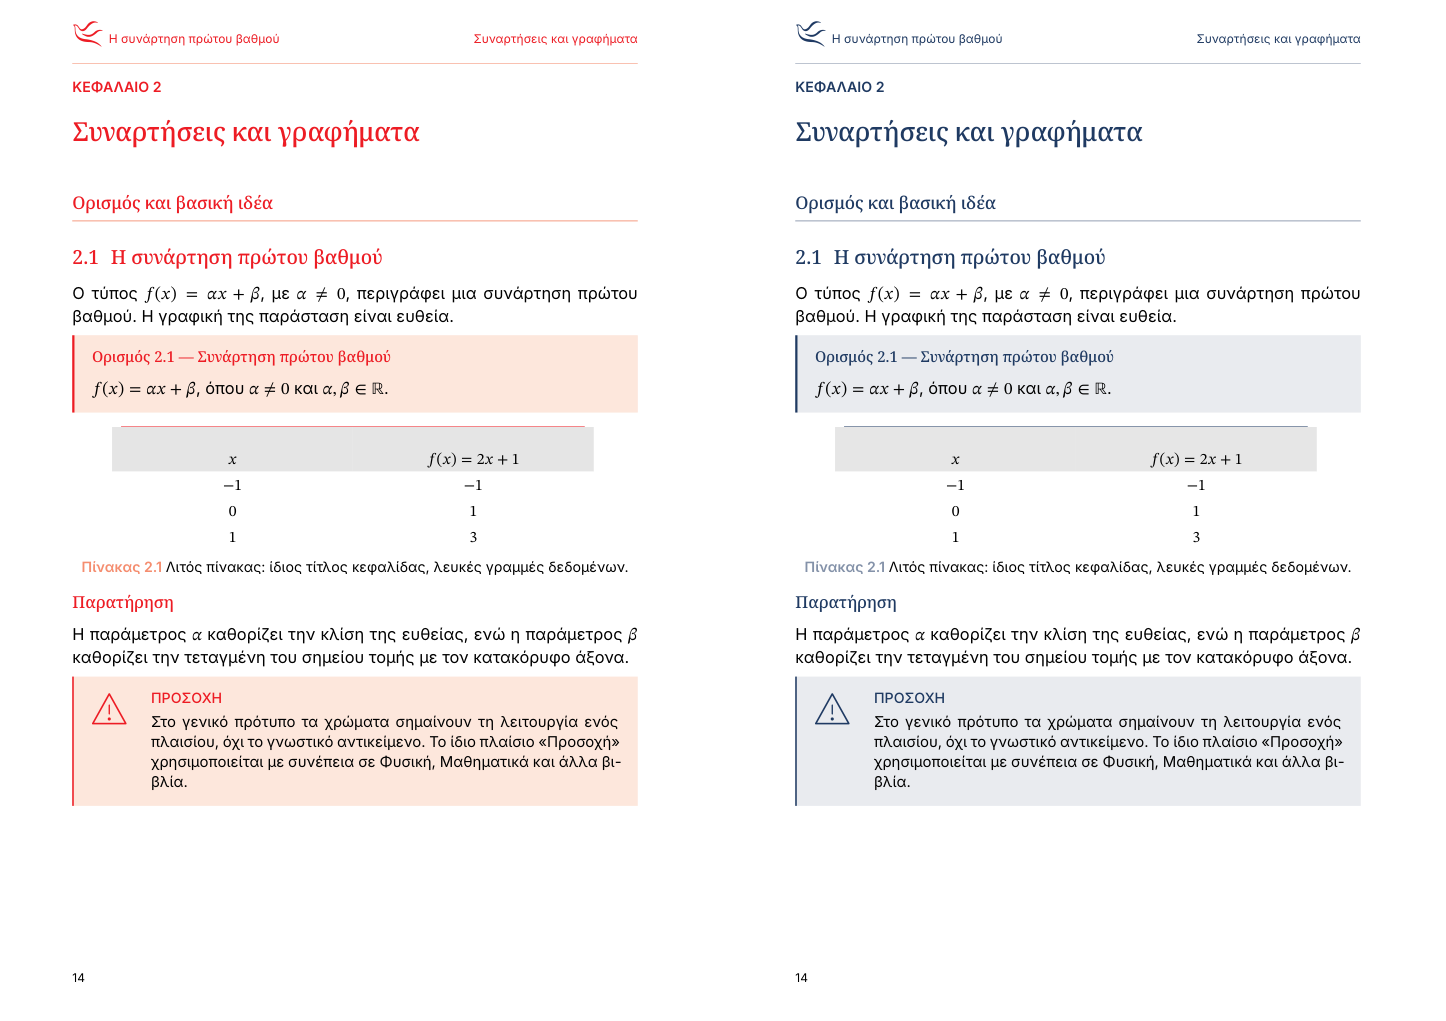 Η συνάρτηση πρώτου βαθμού Συναρτήσεις και γραφήματα
ΚΕΦΑΛΑΙΟ 2
Συναρτήσεις και γραφήματα
Ορισμός και βασική ιδέα
2.1 Η συνάρτηση πρώτου βαθμού
Ο τύπος f(x) = αx + β, με α ≠ 0, περιγράφει μια συνάρτηση πρώτου
βαθμού. Η γραφική της παράσταση είναι ευθεία.
Ορισμός 2.1 — Συνάρτηση πρώτου βαθμού
f(x) = αx + β, όπου α ≠ 0 και α, β ∈ ℝ.
x f(x) = 2x + 1
−1 −1
0 1
1 3
Πίνακας 2.1 Λιτός πίνακας: ίδιος τίτλος κεφαλίδας, λευκές γραμμές δεδομένων.
Παρατήρηση
Η παράμετρος α καθορίζει την κλίση της ευθείας, ενώ η παράμετρος β
καθορίζει την τεταγμένη του σημείου τομής με τον κατακόρυφο άξονα.
ΠΡΟΣΟΧΗ
Στο γενικό πρότυπο τα χρώματα σημαίνουν τη λειτουργία ενός
πλαισίου, όχι το γνωστικό αντικείμενο. Το ίδιο πλαίσιο «Προσοχή»
χρησιμοποιείται με συνέπεια σε Φυσική, Μαθηματικά και άλλα βι-
βλία.
14
Η συνάρτηση πρώτου βαθμού Συναρτήσεις και γραφήματα
ΚΕΦΑΛΑΙΟ 2
Συναρτήσεις και γραφήματα
Ορισμός και βασική ιδέα
2.1 Η συνάρτηση πρώτου βαθμού
Ο τύπος f(x) = αx + β, με α ≠ 0, περιγράφει μια συνάρτηση πρώτου
βαθμού. Η γραφική της παράσταση είναι ευθεία.
Ορισμός 2.1 — Συνάρτηση πρώτου βαθμού
f(x) = αx + β, όπου α ≠ 0 και α, β ∈ ℝ.
x f(x) = 2x + 1
−1 −1
0 1
1 3
Πίνακας 2.1 Λιτός πίνακας: ίδιος τίτλος κεφαλίδας, λευκές γραμμές δεδομένων.
Παρατήρηση
Η παράμετρος α καθορίζει την κλίση της ευθείας, ενώ η παράμετρος β
καθορίζει την τεταγμένη του σημείου τομής με τον κατακόρυφο άξονα.
ΠΡΟΣΟΧΗ
Στο γενικό πρότυπο τα χρώματα σημαίνουν τη λειτουργία ενός
πλαισίου, όχι το γνωστικό αντικείμενο. Το ίδιο πλαίσιο «Προσοχή»
χρησιμοποιείται με συνέπεια σε Φυσική, Μαθηματικά και άλλα βι-
βλία.
14